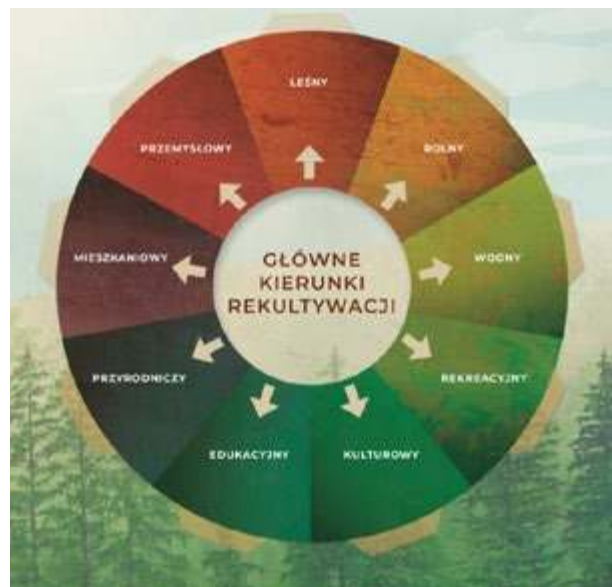 GŁÓWNE
KIERUNKI
REKULTYWACJI
LEŚNY
ROLNY
WODNY
REKREACYJNY
KULTUROWY
EDUKACYJNY
PRZYRODNICZY
MIESZKANIOWY
PRZEMYSŁOWY